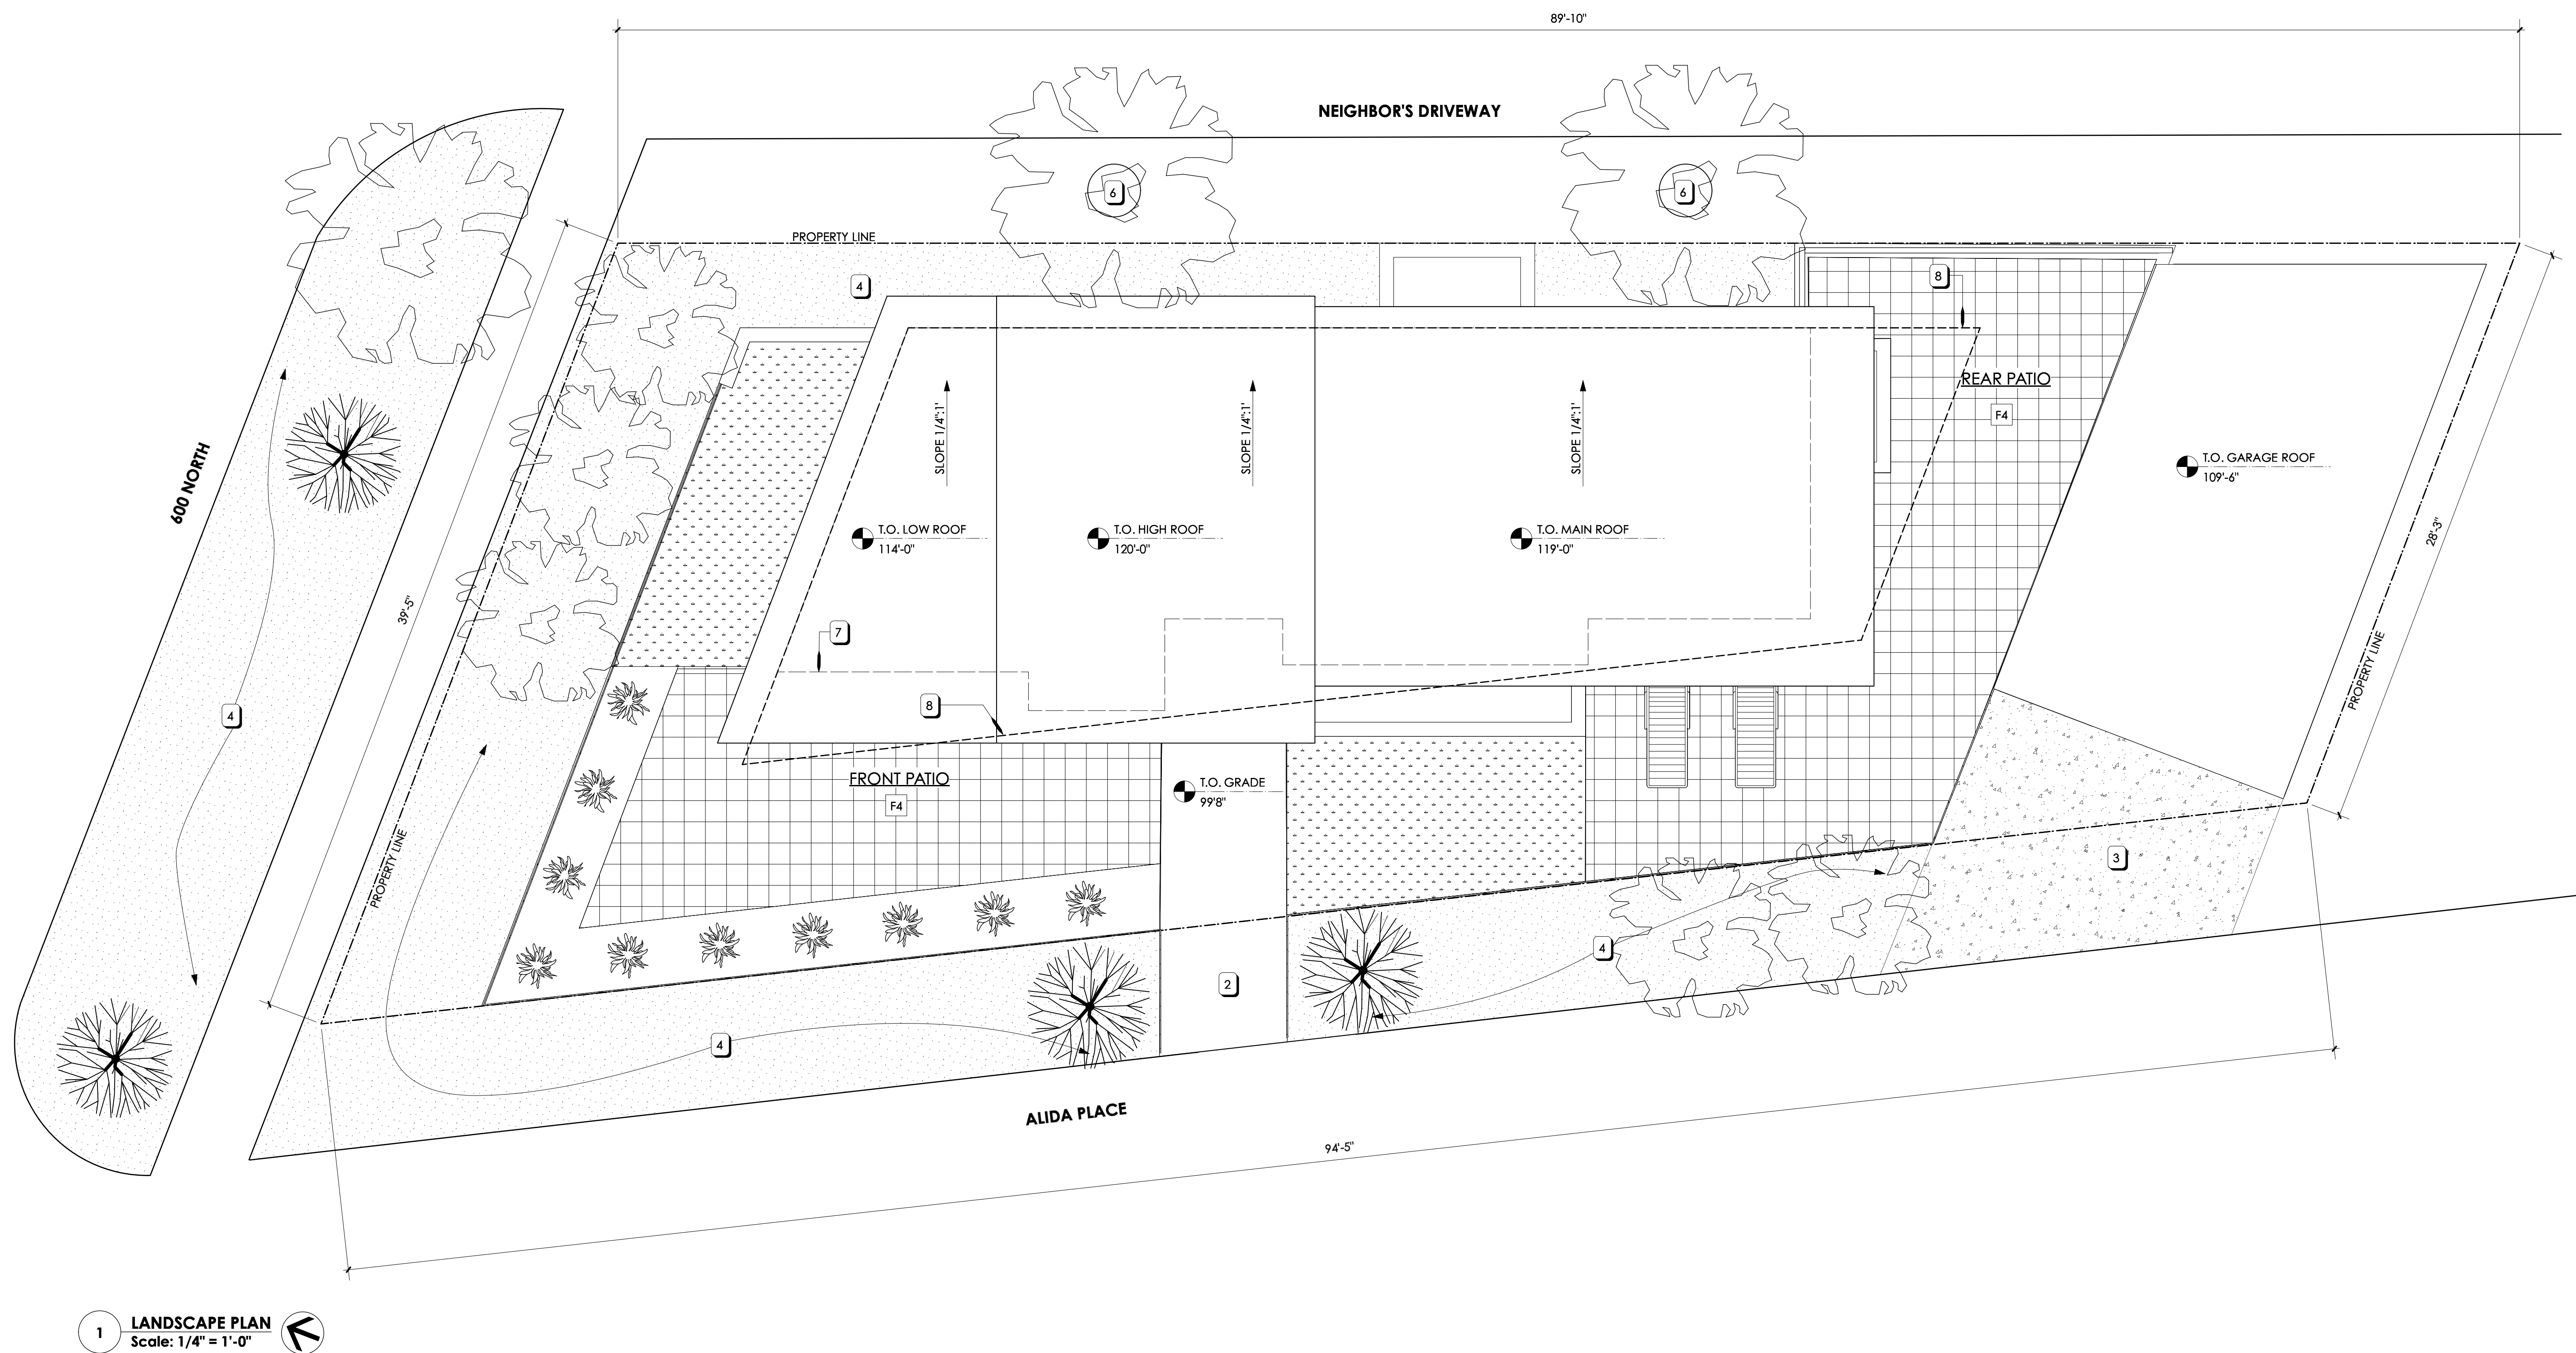 89'-10"
NEIGHBOR'S DRIVEWAY
6
6
PROPERTY LINE
4
8
REAR PATIO
F4
SLOPE 1/4":1'
SLOPE 1/4":1'
SLOPE 1/4":1'
600 NORTH
T.O. GARAGE ROOF
109'-6"
T.O. LOW ROOF
114'-0"
T.O. HIGH ROOF
120'-0"
T.O. MAIN ROOF
119'-0"
28'-3"
39'-5"
7
PROPERTY LINE
4
8
FRONT PATIO
F4
T.O. GRADE
99'8"
PROPERTY LINE
3
4
2
4
ALIDA PLACE
94'-5"
1
LANDSCAPE PLAN
Scale: 1/4" = 1'-0"